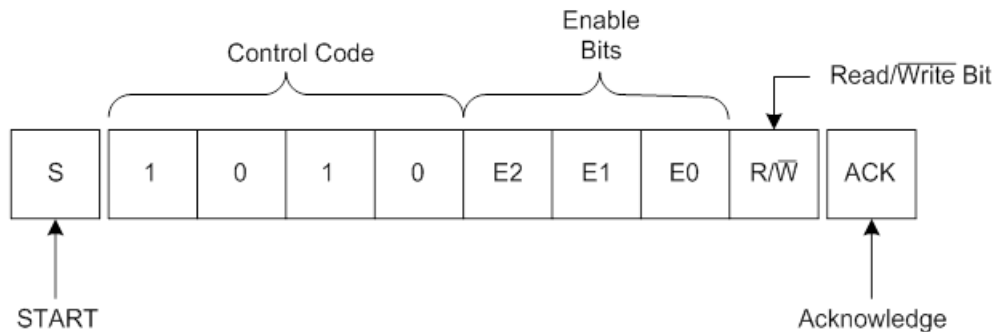 Enable
Bits
Control Code
Read/Write Bit
S 1 0 1 0 E2 E1 E0 R/W ACK
START Acknowledge